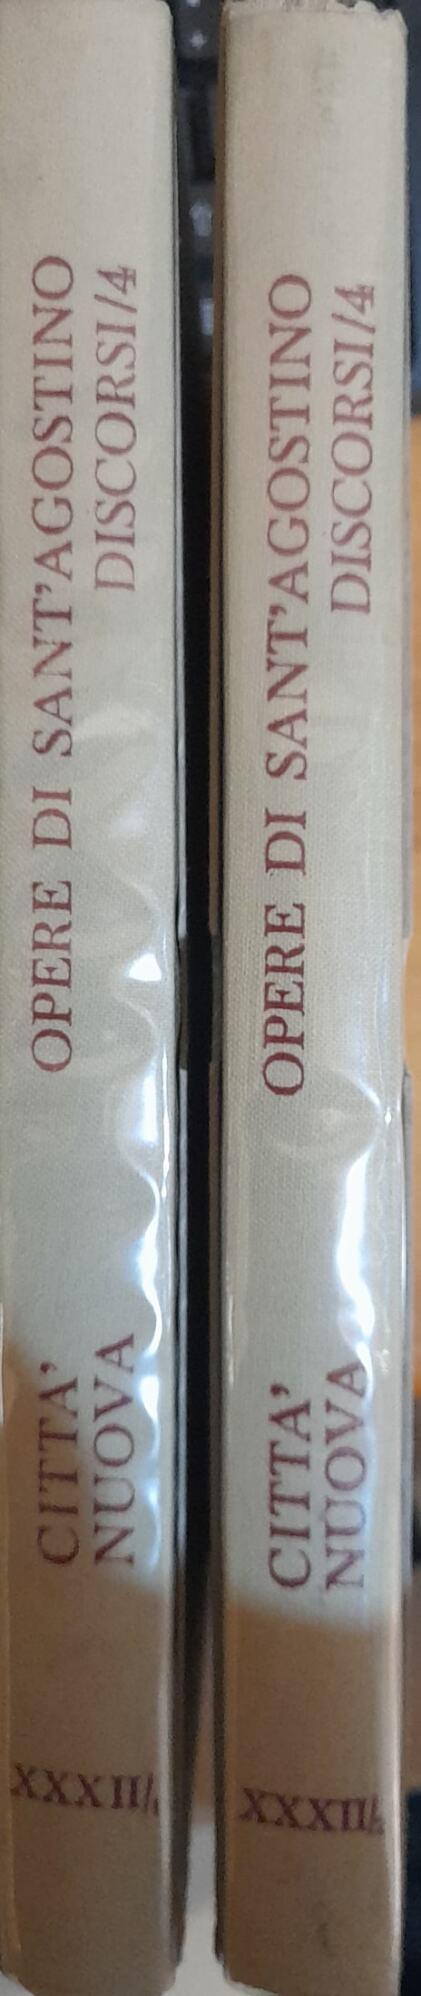 OPERE DI SANT'AGOSTINO
DISCORSI/4
CITTA'
NUOVA
XXXII/
OPERE DI SANT'AGOSTINO
DISCORSI/4
CITTA'
NUOVA
XXXII/